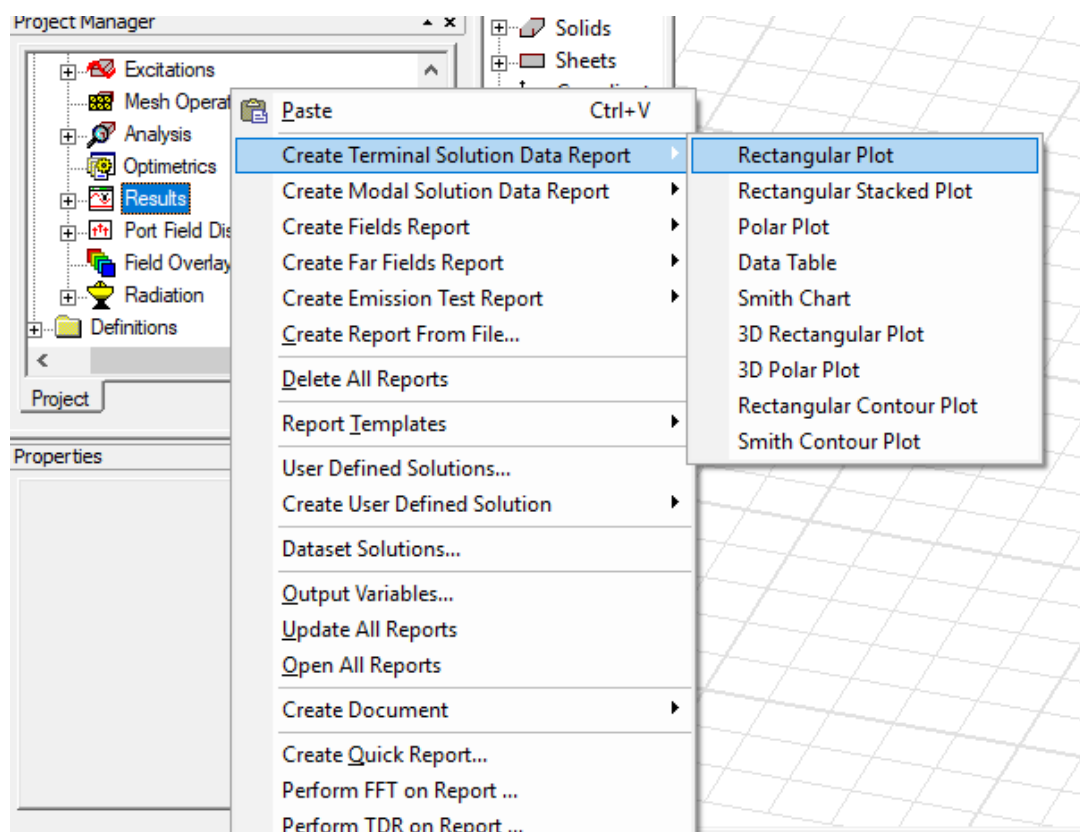 Project Manager
Solids
Sheets
Excitations
Mesh Operat
Analysis
Optimetrics
Results
Port Field Dis
Field Overlay
Radiation
Definitions
Project
Properties
Paste Ctrl+V
Create Terminal Solution Data Report
Create Modal Solution Data Report
Create Fields Report
Create Far Fields Report
Create Emission Test Report
Create Report From File...
Delete All Reports
Report Templates
User Defined Solutions...
Create User Defined Solution
Dataset Solutions...
Output Variables...
Update All Reports
Open All Reports
Create Document
Create Quick Report...
Perform FFT on Report ...
Perform TDR on Report ...
Rectangular Plot
Rectangular Stacked Plot
Polar Plot
Data Table
Smith Chart
3D Rectangular Plot
3D Polar Plot
Rectangular Contour Plot
Smith Contour Plot